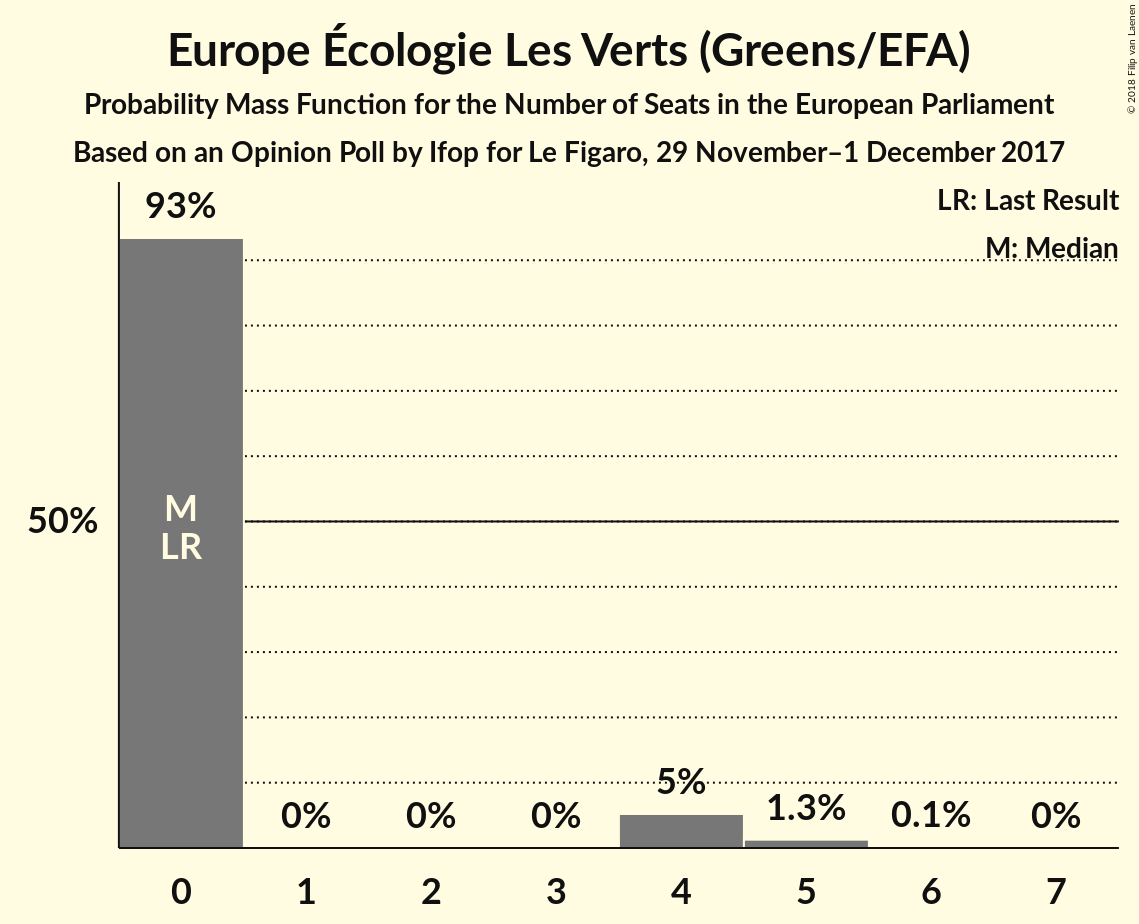 Europe Écologie Les Verts (Greens/EFA)
Probability Mass Function for the Number of Seats in the European Parliament
Based on an Opinion Poll by Ifop for Le Figaro, 29 November–1 December 2017
© 2018 Filip van Laenen
LR: Last Result
M: Median
93%
50%
M
LR
0%
0%
0%
5%
1.3%
0.1%
0%
0
1
2
3
4
5
6
7